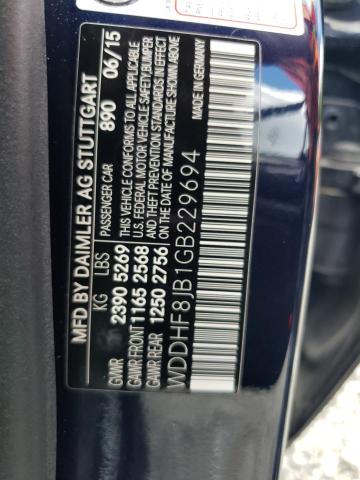 MFD BY DAIMLER AG STUTTGART
PASSENGER CAR 890 06/15
KG LBS
GVWR 2390 5269
GAWR FRONT 1165 2568
GAWR REAR 1250 2756
THIS VEHICLE CONFORMS TO ALL APPLICABLE
U.S. FEDERAL MOTOR VEHICLE SAFETY, BUMPER
AND THEFT PREVENTION STANDARDS IN EFFECT
ON THE DATE OF MANUFACTURE SHOWN ABOVE
WDDHF8JB1GB229694
MADE IN GERMANY